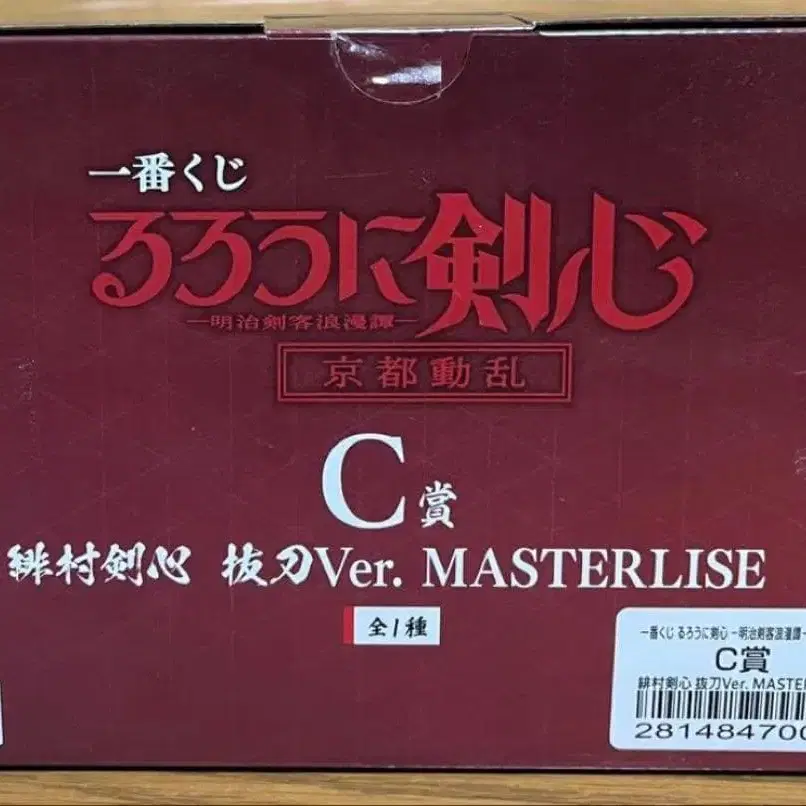 一番くじ
るろうに剣心
―明治剣客浪漫譚―
京都動乱
C賞
緋村剣心 抜刀Ver. MASTERLISE
全1種
一番くじ るろうに剣心 −明治剣客浪漫譚−
C賞
緋村剣心 抜刀Ver. MASTER
281484700